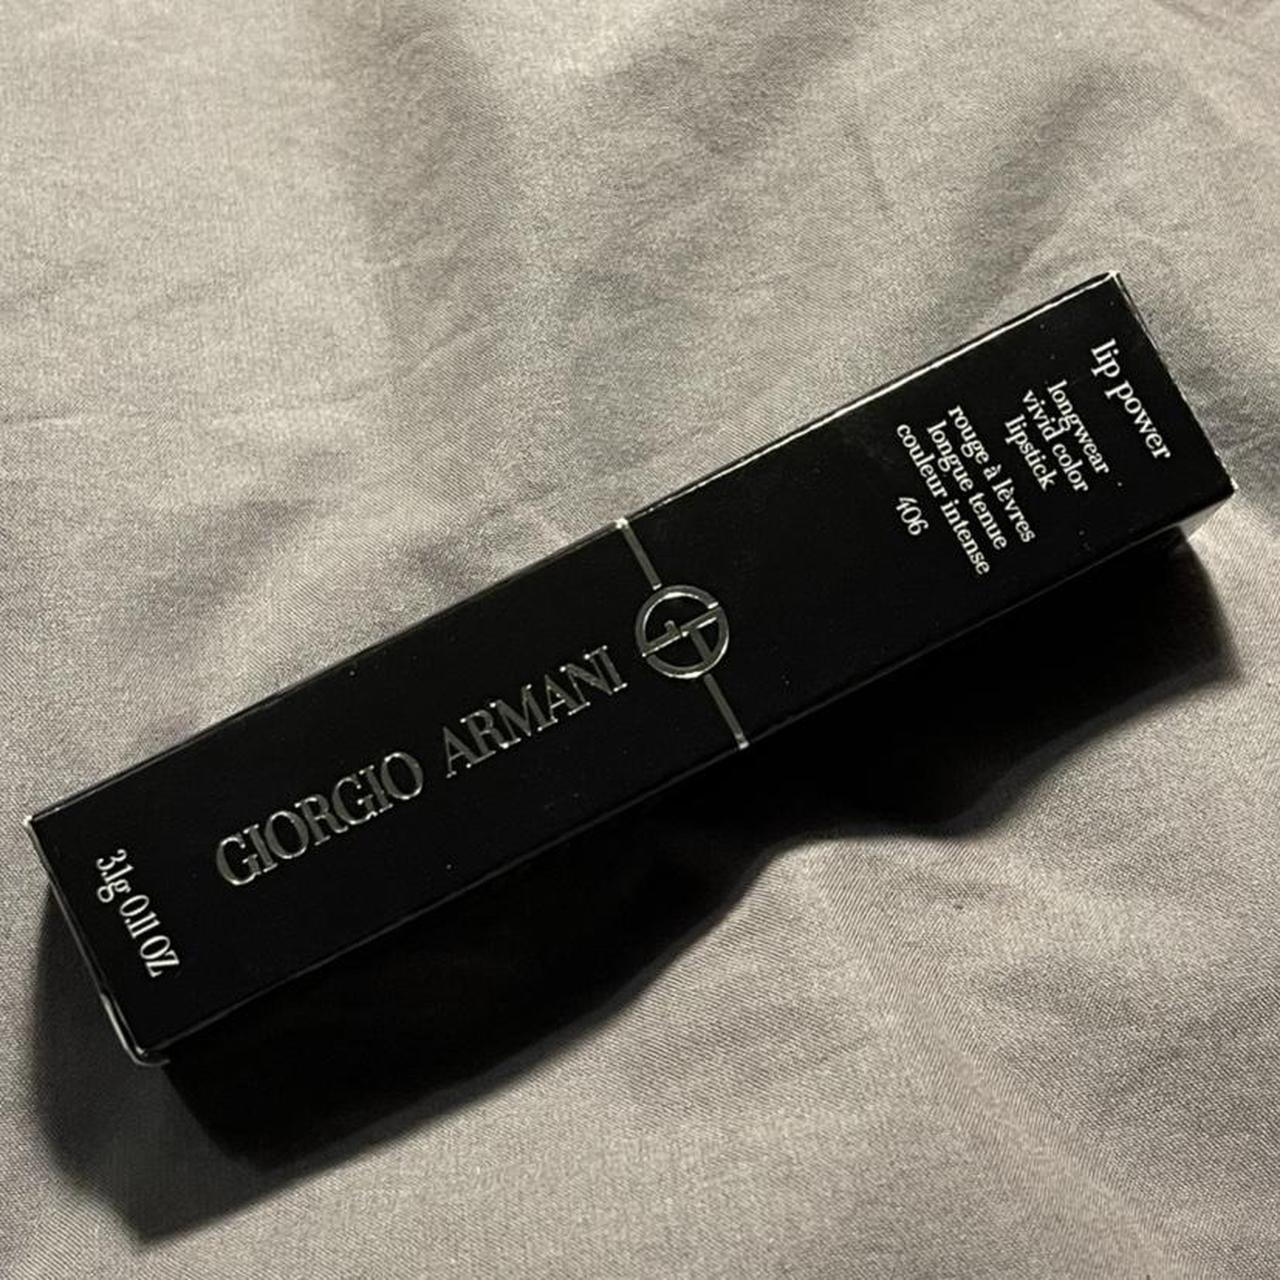 lip power
longwear
vivid color
lipstick
rouge à lèvres
longue tenue
couleur intense
406
GIORGIO ARMANI
3.1g 0.11 OZ